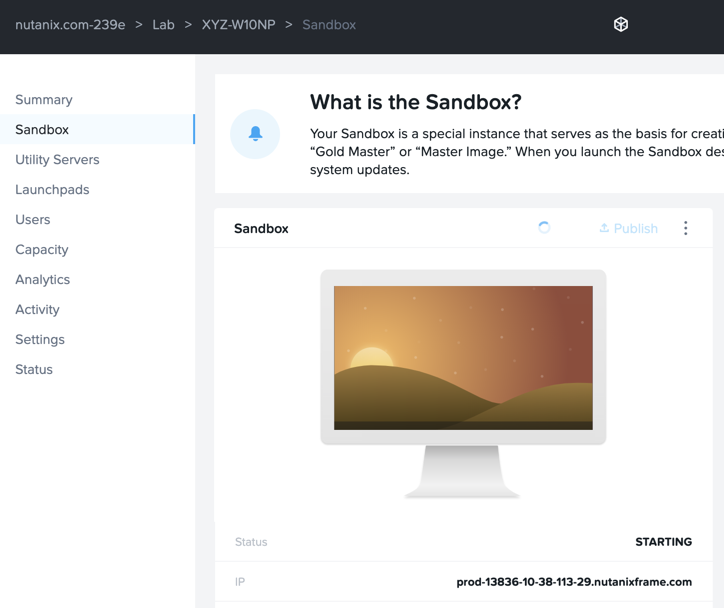 nutanix.com-239e > Lab > XYZ-W10NP > Sandbox
Summary
Sandbox
Utility Servers
Launchpads
Users
Capacity
Analytics
Activity
Settings
Status
What is the Sandbox?
Your Sandbox is a special instance that serves as the basis for creati
“Gold Master” or “Master Image.” When you launch the Sandbox des
system updates.
Sandbox
Publish
Status STARTING
IP prod-13836-10-38-113-29.nutanixframe.com